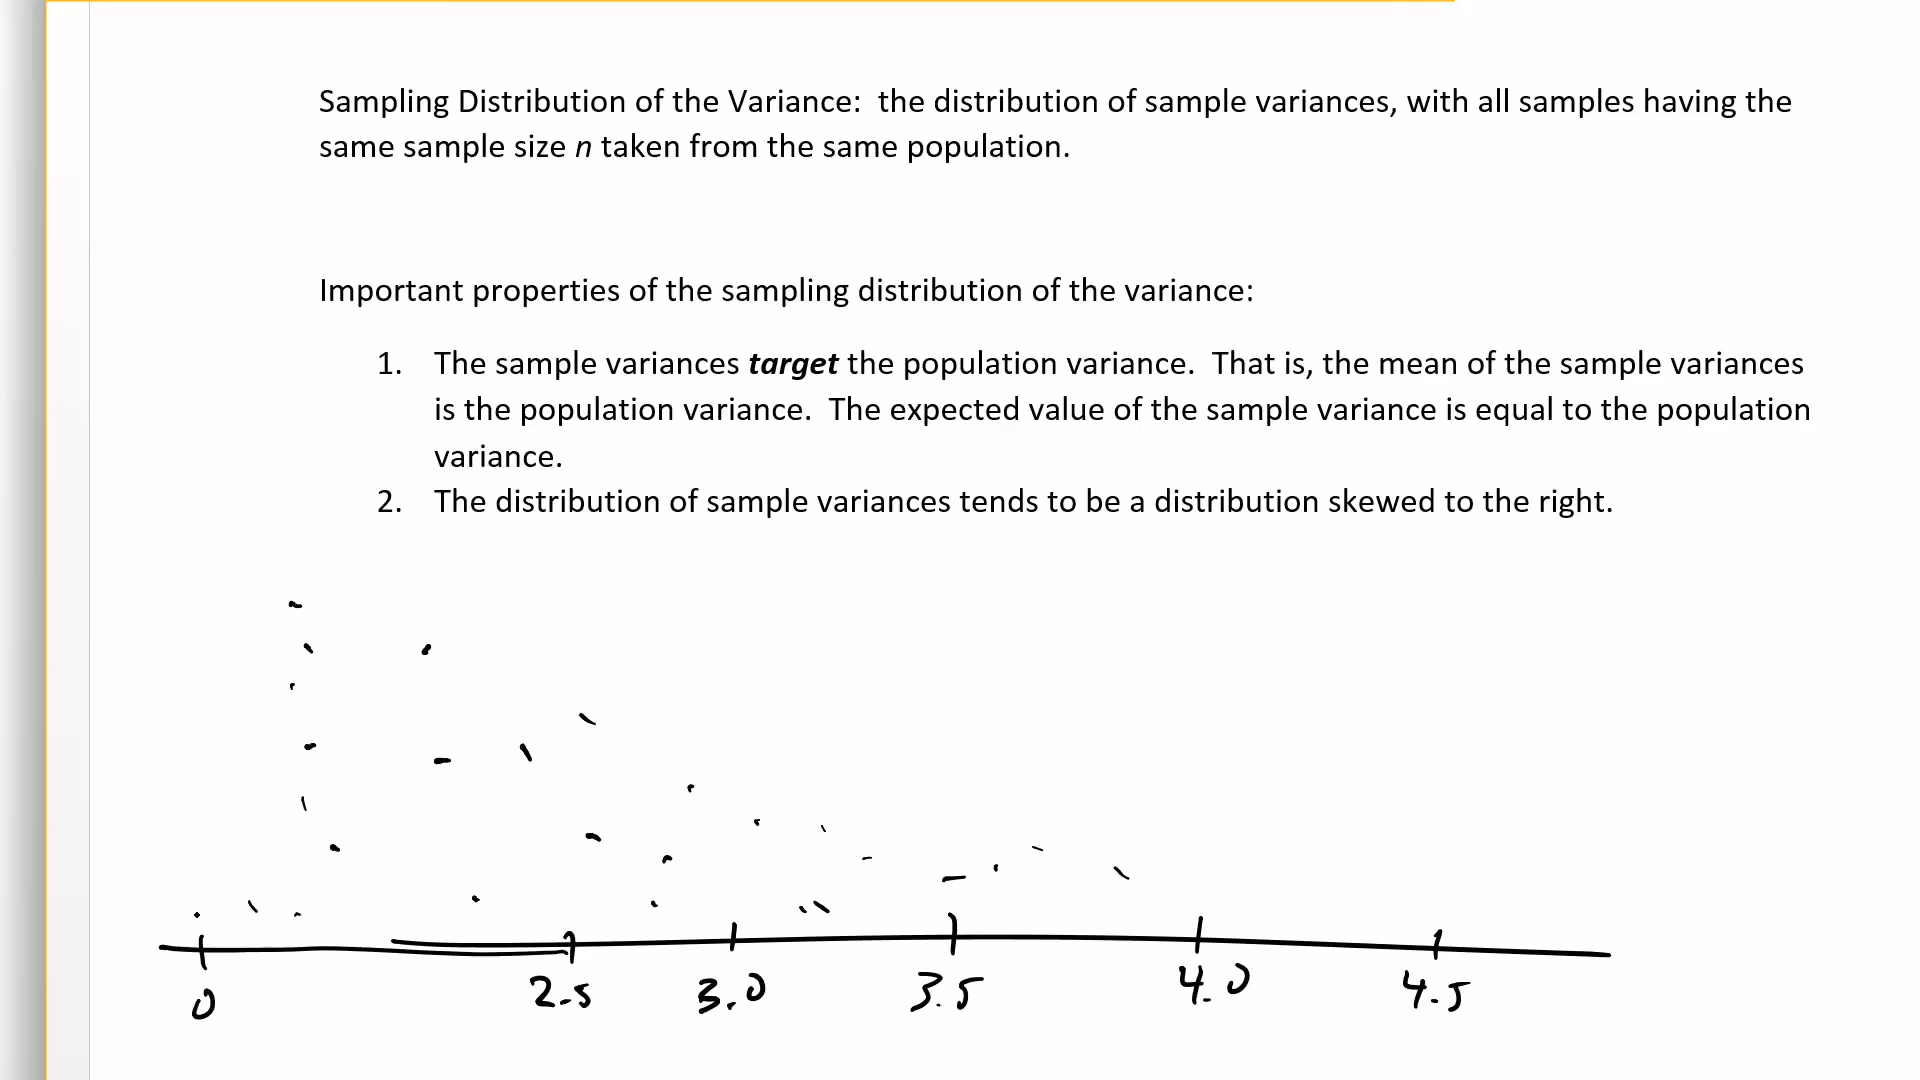 Sampling Distribution of the Variance:  the distribution of sample variances, with all samples having the
same sample size n taken from the same population.
Important properties of the sampling distribution of the variance:
1. The sample variances target the population variance.  That is, the mean of the sample variances
is the population variance.  The expected value of the sample variance is equal to the population
variance.
2. The distribution of sample variances tends to be a distribution skewed to the right.
0 2.5 3.0 3.5 4.0 4.5